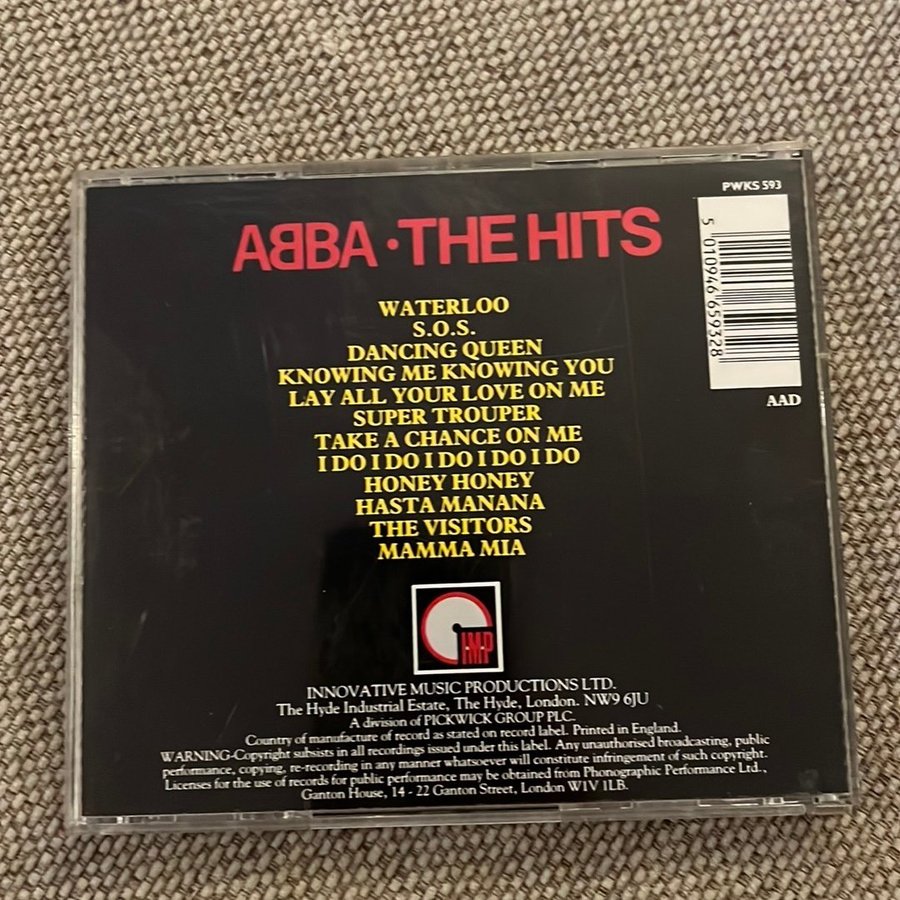 PWKS 593
ABBA · THE HITS
5 010946 659328
AAD
WATERLOO
S.O.S.
DANCING QUEEN
KNOWING ME KNOWING YOU
LAY ALL YOUR LOVE ON ME
SUPER TROUPER
TAKE A CHANCE ON ME
I DO I DO I DO I DO I DO
HONEY HONEY
HASTA MANANA
THE VISITORS
MAMMA MIA
I·M·P
INNOVATIVE MUSIC PRODUCTIONS LTD.
The Hyde Industrial Estate, The Hyde, London. NW9 6JU
A division of PICKWICK GROUP PLC.
Country of manufacture of record as stated on record label. Printed in England.
WARNING-Copyright subsists in all recordings issued under this label. Any unauthorised broadcasting, public
performance, copying, re-recording in any manner whatsoever will constitute infringement of such copyright.
Licenses for the use of records for public performance may be obtained from Phonographic Performance Ltd.,
Ganton House, 14 - 22 Ganton Street, London W1V 1LB.